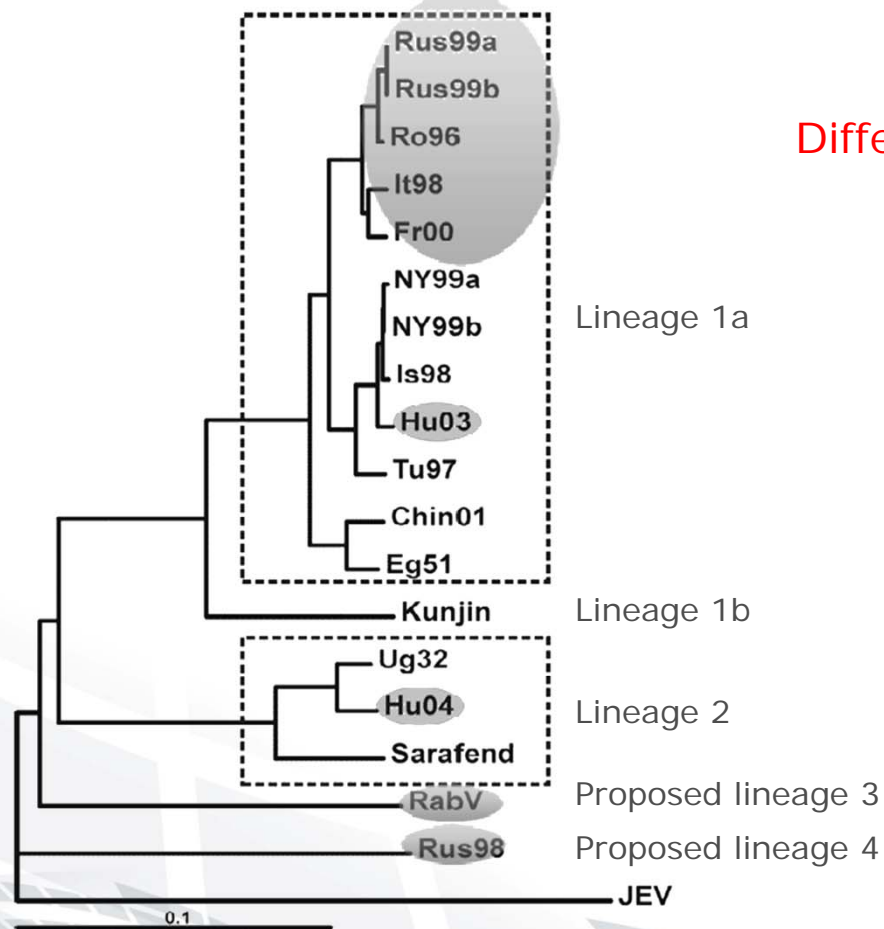 Rus99a
Diffe
Rus99b
Ro96
It98
Fr00
NY99a
Lineage 1a
NY99b
Is98
Hu03
Tu97
Chin01
Eg51
Kunjin Lineage 1b
Ug32
Hu04 Lineage 2
Sarafend
RabV Proposed lineage 3
Rus98 Proposed lineage 4
JEV
0.1